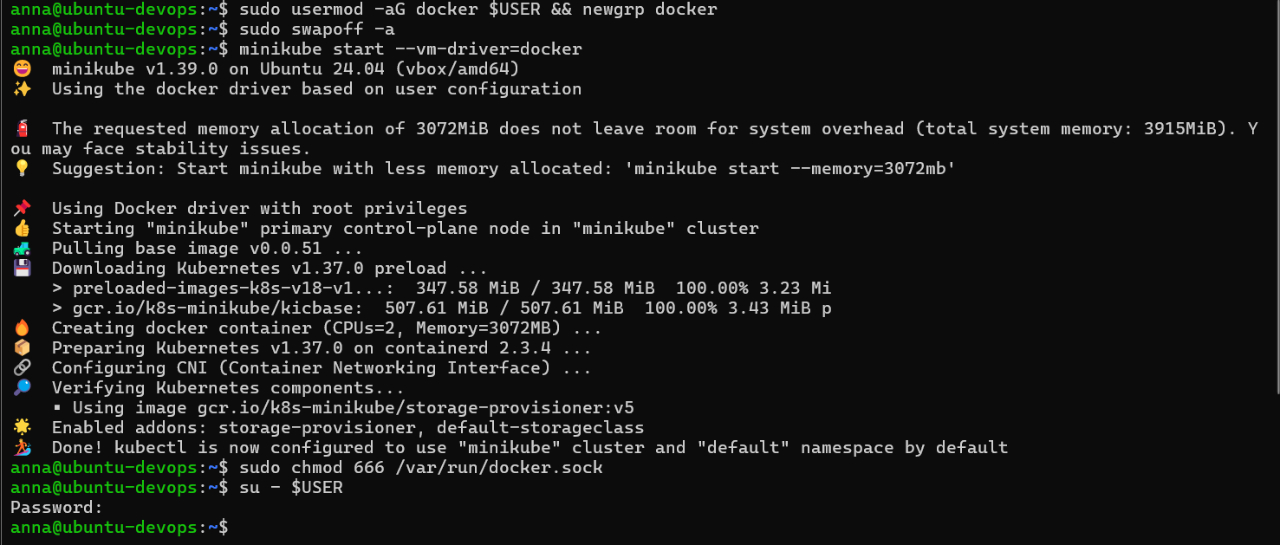 anna@ubuntu-devops:~$ sudo usermod -aG docker $USER && newgrp docker
anna@ubuntu-devops:~$ sudo swapoff -a
anna@ubuntu-devops:~$ minikube start --vm-driver=docker
😄  minikube v1.39.0 on Ubuntu 24.04 (vbox/amd64)
✨  Using the docker driver based on user configuration
🧯  The requested memory allocation of 3072MiB does not leave room for system overhead (total system memory: 3915MiB). Y
ou may face stability issues.
💡  Suggestion: Start minikube with less memory allocated: 'minikube start --memory=3072mb'
📌  Using Docker driver with root privileges
👍  Starting "minikube" primary control-plane node in "minikube" cluster
🚜  Pulling base image v0.0.51 ...
💾  Downloading Kubernetes v1.37.0 preload ...
    > preloaded-images-k8s-v18-v1...:  347.58 MiB / 347.58 MiB  100.00% 3.23 Mi
    > gcr.io/k8s-minikube/kicbase:  507.61 MiB / 507.61 MiB  100.00% 3.43 MiB p
🔥  Creating docker container (CPUs=2, Memory=3072MB) ...
📦  Preparing Kubernetes v1.37.0 on containerd 2.3.4 ...
🔗  Configuring CNI (Container Networking Interface) ...
🔎  Verifying Kubernetes components...
    ▪ Using image gcr.io/k8s-minikube/storage-provisioner:v5
🌟  Enabled addons: storage-provisioner, default-storageclass
🏄  Done! kubectl is now configured to use "minikube" cluster and "default" namespace by default
anna@ubuntu-devops:~$ sudo chmod 666 /var/run/docker.sock
anna@ubuntu-devops:~$ su - $USER
Password:
anna@ubuntu-devops:~$